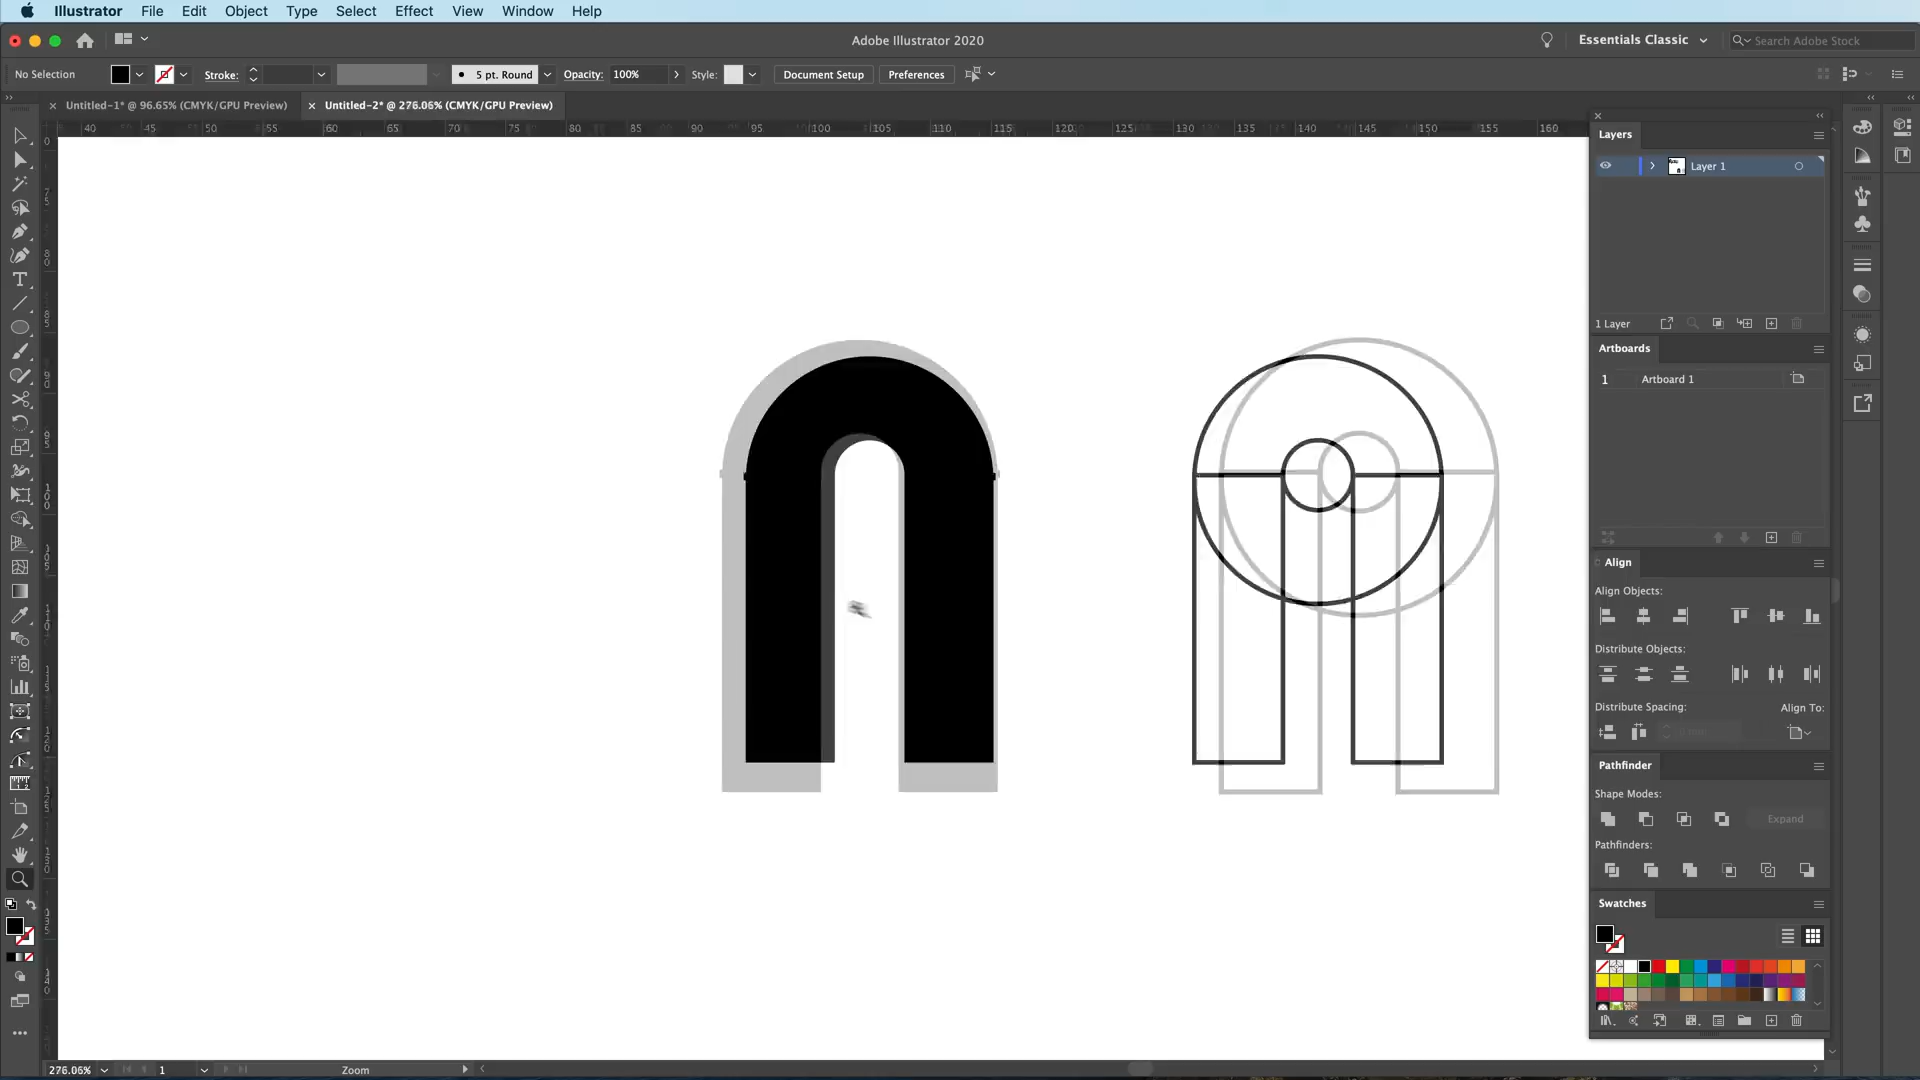 Illustrator File Edit Object Type Select Effect View Window Help
Adobe Illustrator 2020
Essentials Classic
Search Adobe Stock
No Selection
Stroke:
5 pt. Round
Opacity: 100%
Style:
Document Setup
Preferences
Untitled-1* @ 96.65% (CMYK/GPU Preview)
Untitled-2* @ 276.06% (CMYK/GPU Preview)
40 45 50 55 60 65 70 75 80 85 90 95 100 105 110 115 120 125 130 135 140 145 150 155 160
Layers
Layer 1
1 Layer
Artboards
1 Artboard 1
Align
Align Objects:
Distribute Objects:
Distribute Spacing:
Align To:
Pathfinder
Shape Modes:
Expand
Pathfinders:
Swatches
276.06%
1
Zoom